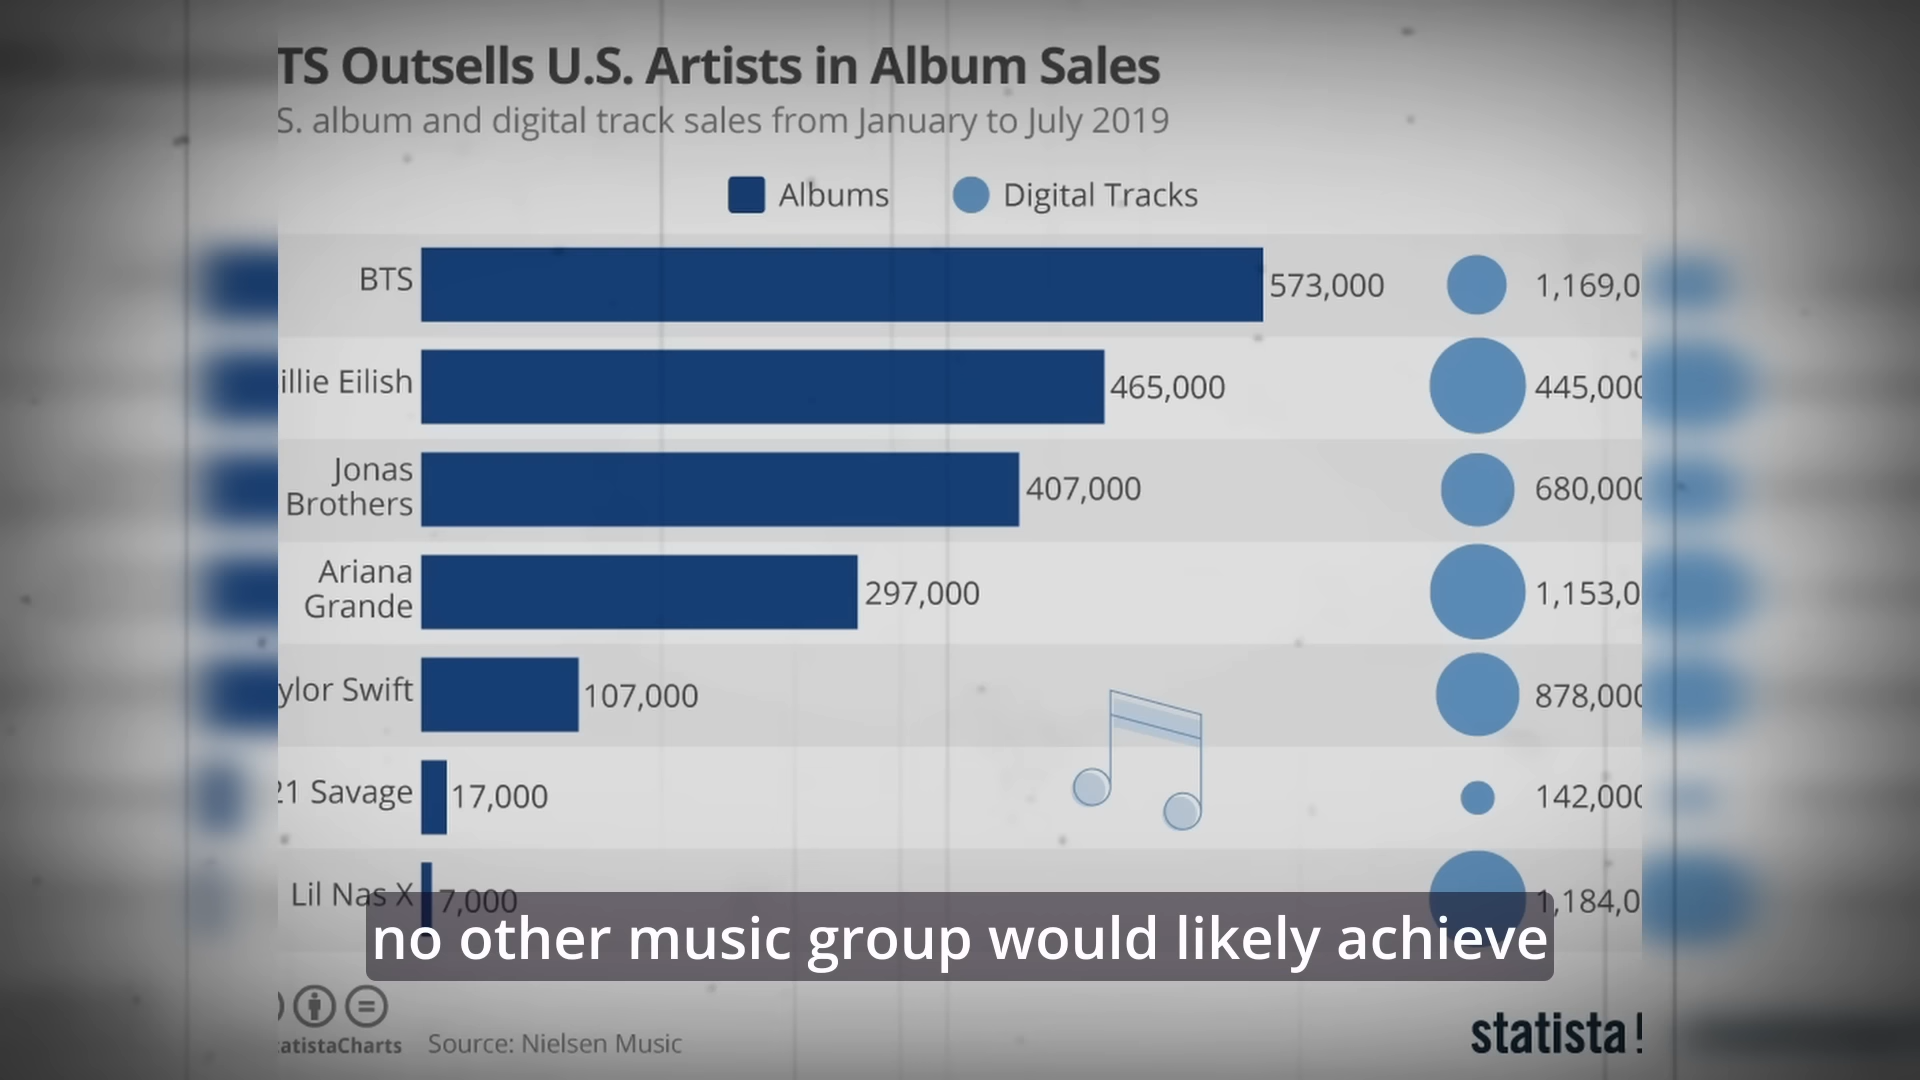 TS Outsells U.S. Artists in Album Sales
S. album and digital track sales from January to July 2019
Albums Digital Tracks
BTS 573,000 1,169,0
illie Eilish 465,000 445,000
Jonas
Brothers 407,000 680,000
Ariana
Grande 297,000 1,153,0
ylor Swift 107,000 878,000
21 Savage 17,000 142,000
Lil Nas X 7,000 1,184,0
no other music group would likely achieve
atistaCharts Source: Nielsen Music
statista!